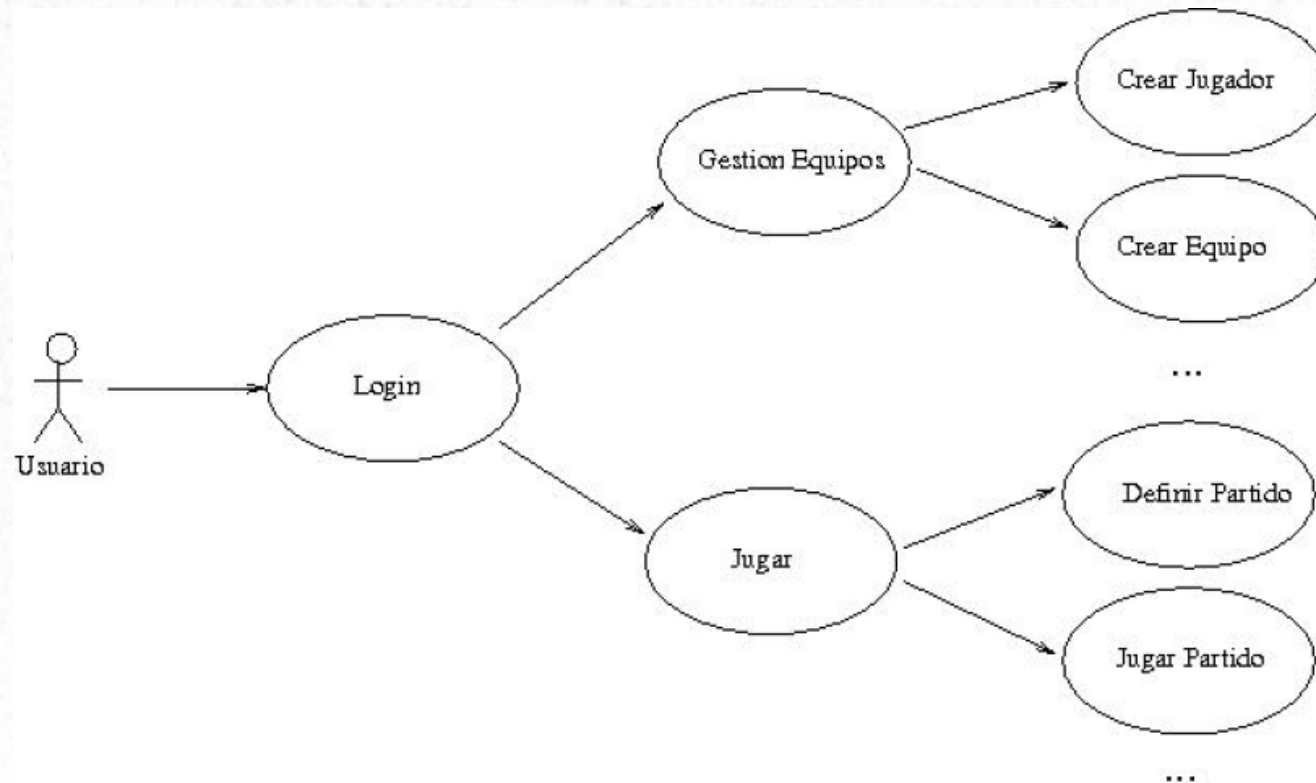 Crear Jugador
Gestion Equipos
Crear Equipo
...
Login
Usuario
Definir Partido
Jugar
Jugar Partido
...